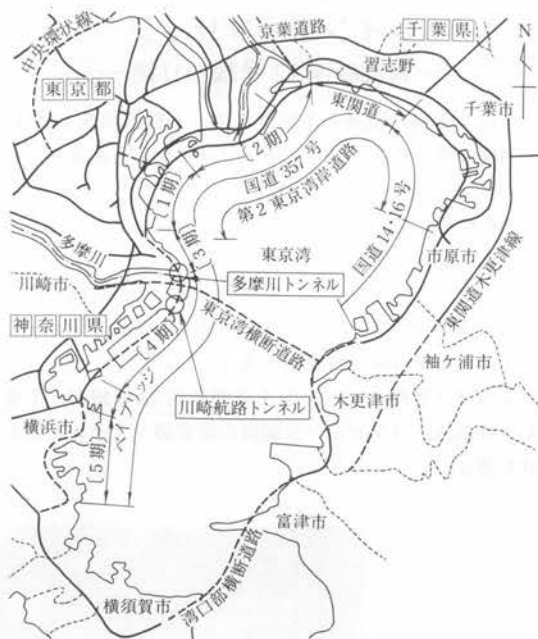 中央環状線
京葉道路
千葉県
N
習志野
東京都
東関道
千葉市
〔2期〕
国道357号
第2東京湾岸道路
〔1期〕
〔3期〕
国道14・16号
多摩川
東京湾
市原市
川崎市
多摩川トンネル
東関道木更津線
神奈川県
東京湾横断道路
〔4期〕
袖ケ浦市
ベイブリッジ
川崎航路トンネル
木更津市
横浜市
〔5期〕
富津市
湾口部横断道路
横須賀市